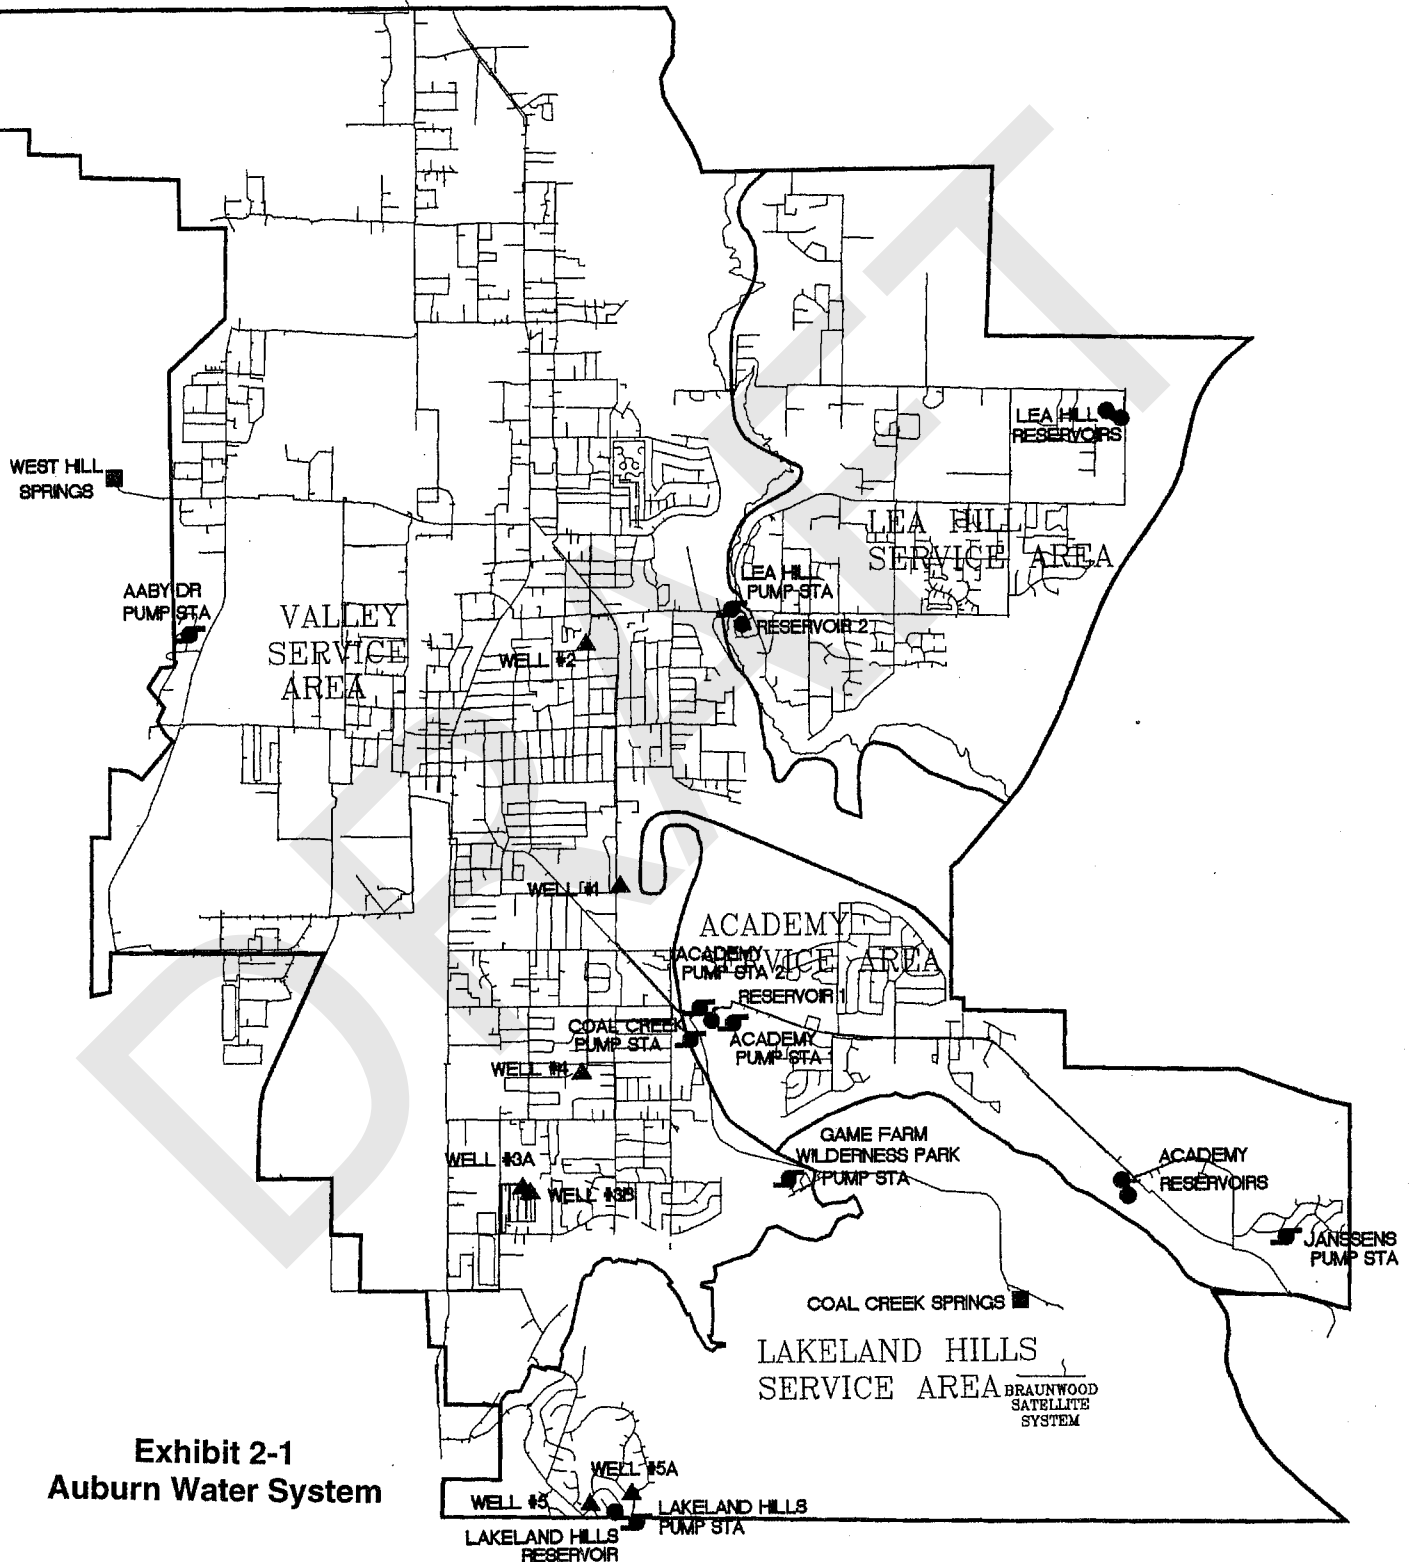 DRAFT
LEA HILL
RESERVOIRS
WEST HILL
SPRINGS
LEA HILL
SERVICE AREA
LEA HILL
PUMP STA
RESERVOIR 2
AABY DR
PUMP STA
VALLEY
SERVICE
AREA
WELL #2
WELL #1
ACADEMY
SERVICE AREA
ACADEMY
PUMP STA 2
RESERVOIR 1
COAL CREEK
PUMP STA
ACADEMY
PUMP STA 1
WELL #4
GAME FARM
WILDERNESS PARK
PUMP STA
WELL #3A
WELL #3B
ACADEMY
RESERVOIRS
JANSSENS
PUMP STA
COAL CREEK SPRINGS
LAKELAND HILLS
SERVICE AREA
BRAUNWOOD
SATELLITE
SYSTEM
Exhibit 2-1
Auburn Water System
WELL #5A
WELL #5
LAKELAND HILLS
PUMP STA
LAKELAND HILLS
RESERVOIR